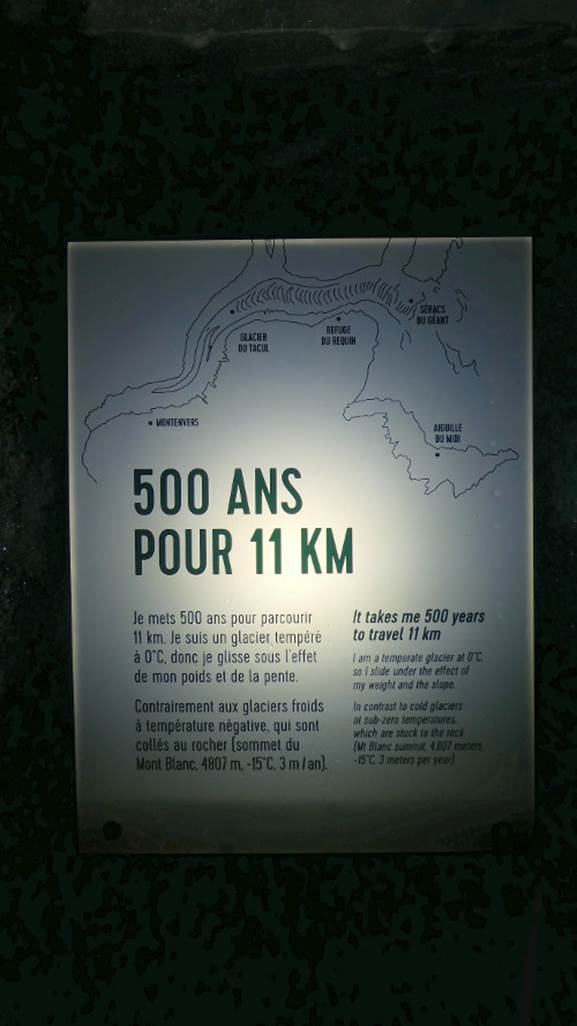 SÉRACS
DU GÉANT
GLACIER
DU TACUL
REFUGE
DU REQUIN
MONTENVERS
AIGUILLE
DU MIDI
500 ANS
POUR 11 KM
Je mets 500 ans pour parcourir
11 km. Je suis un glacier tempéré
à 0°C, donc je glisse sous l'effet
de mon poids et de la pente.
Contrairement aux glaciers froids
à température négative, qui sont
collés au rocher (sommet du
Mont Blanc, 4807 m, -15°C, 3 m / an).
It takes me 500 years
to travel 11 km
I am a temperate glacier at 0°C,
so I slide under the effect of
my weight and the slope.
In contrast to cold glaciers
at sub-zero temperatures,
which are stuck to the rock
(Mt Blanc summit, 4,807 meters,
-15°C, 3 meters per year)